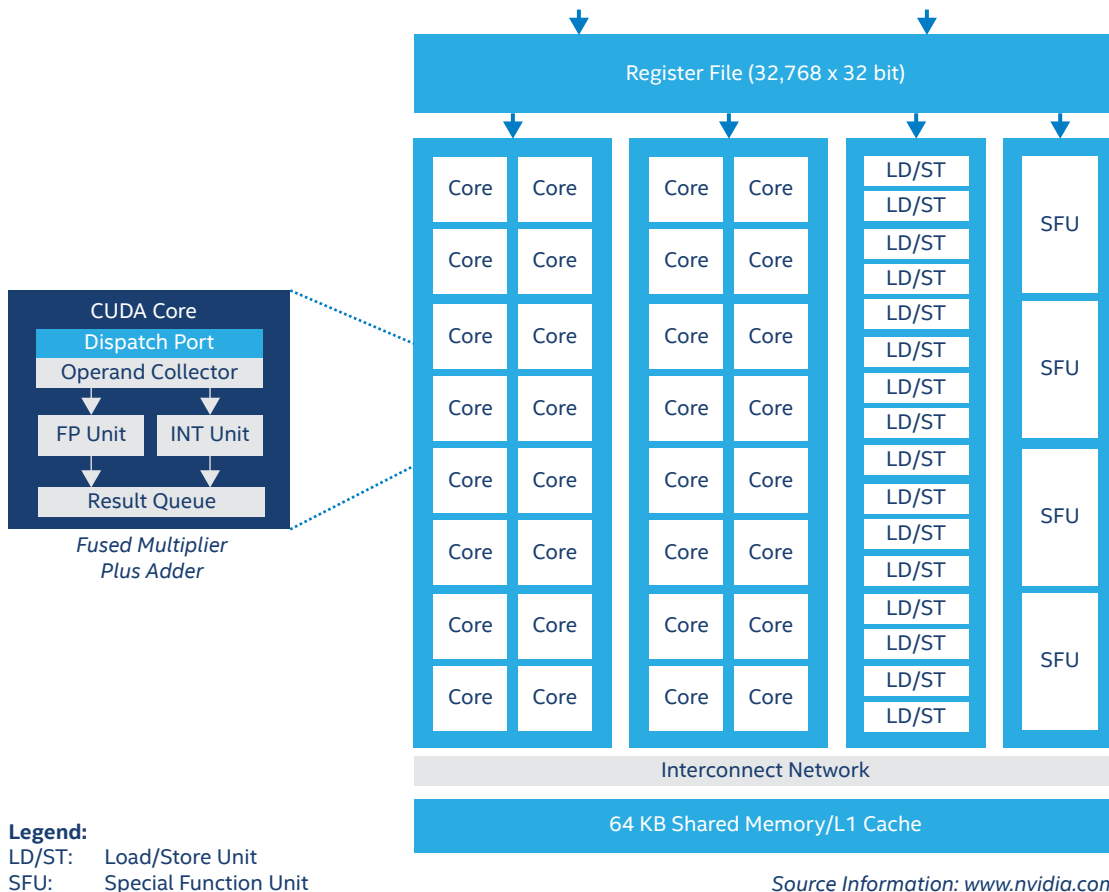 Register File (32,768 x 32 bit)
Core Core Core Core LD/ST SFU
LD/ST
Core Core Core Core LD/ST
LD/ST
Core Core Core Core LD/ST SFU
LD/ST
Core Core Core Core LD/ST
LD/ST
Core Core Core Core LD/ST SFU
LD/ST
Core Core Core Core LD/ST
LD/ST
Core Core Core Core LD/ST SFU
LD/ST
Core Core Core Core LD/ST
LD/ST
CUDA Core
Dispatch Port
Operand Collector
FP Unit INT Unit
Result Queue
Fused Multiplier
Plus Adder
Interconnect Network
64 KB Shared Memory/L1 Cache
Legend:
LD/ST: Load/Store Unit
SFU: Special Function Unit
Source Information: www.nvidia.com